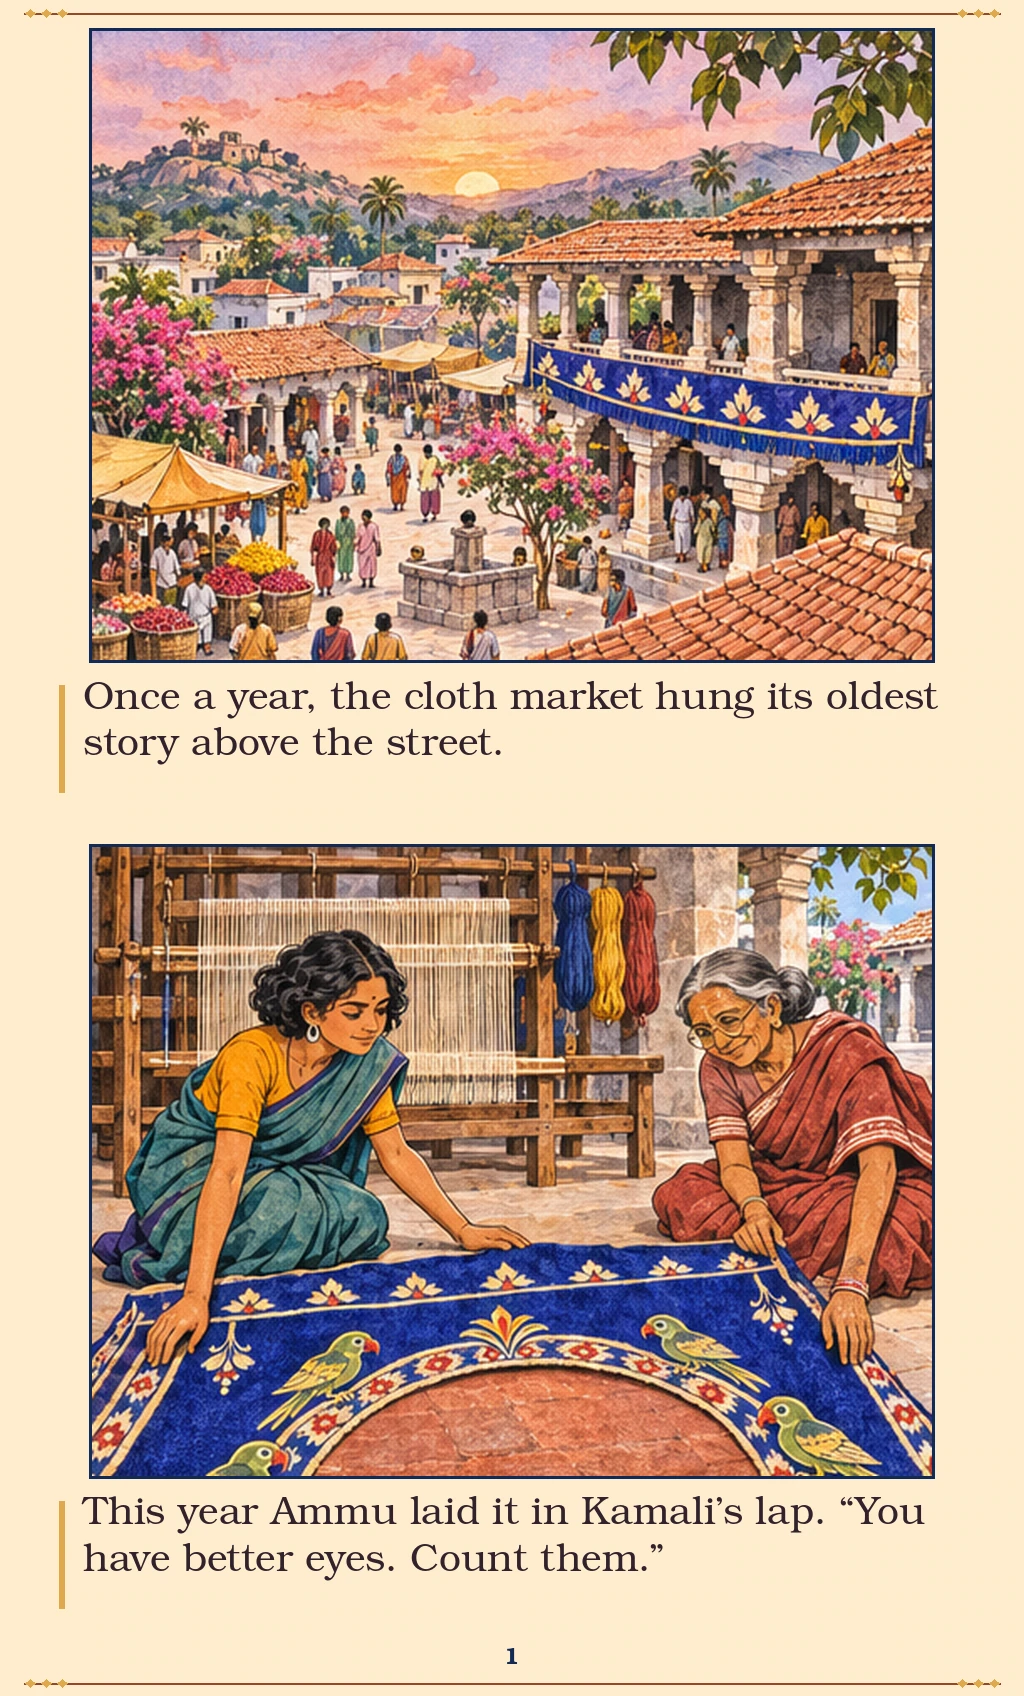 Once a year, the cloth market hung its oldest
story above the street.
This year Ammu laid it in Kamali’s lap. “You
have better eyes. Count them.”
1